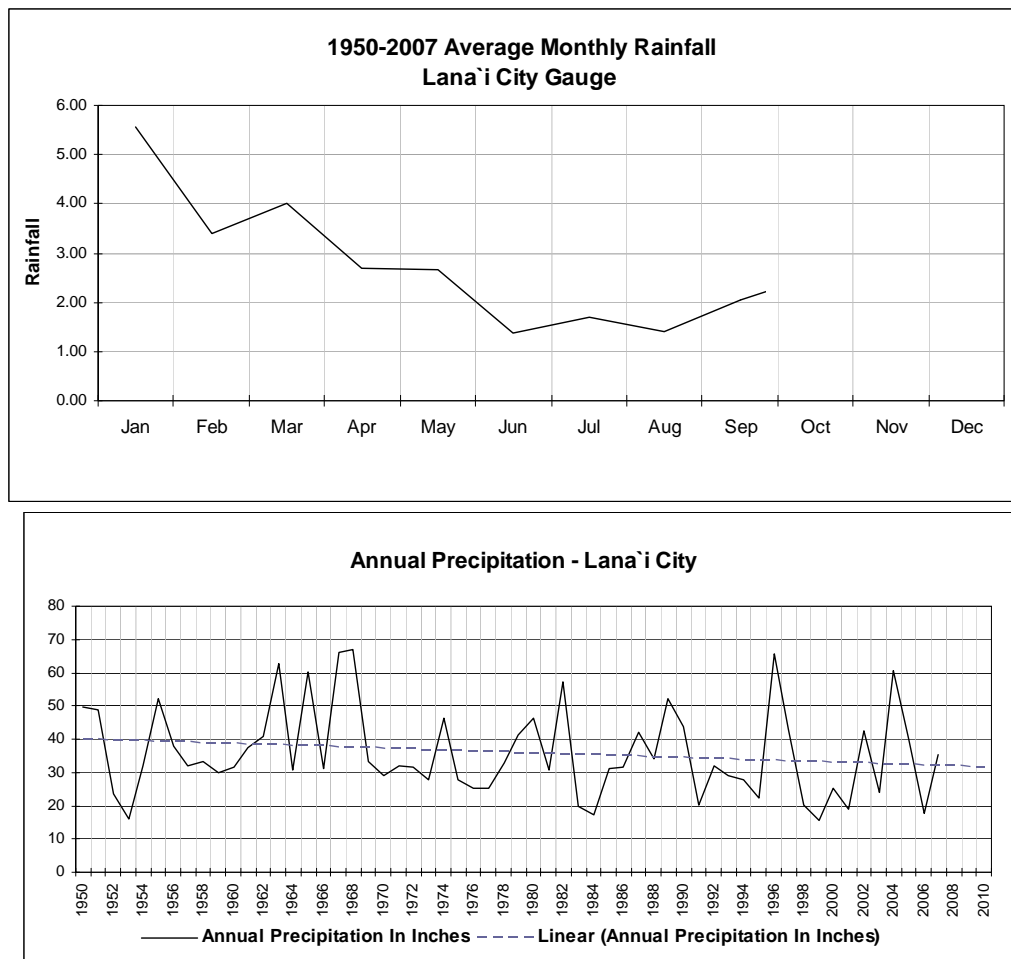 1950-2007 Average Monthly Rainfall
Lana`i City Gauge
6.00
5.00
4.00
3.00
2.00
1.00
0.00
Rainfall
Jan Feb Mar Apr May Jun Jul Aug Sep Oct Nov Dec
Annual Precipitation - Lana`i City
80
70
60
50
40
30
20
10
0
1950 1952 1954 1956 1958 1960 1962 1964 1966 1968 1970 1972 1974 1976 1978 1980 1982 1984 1986 1988 1990 1992 1994 1996 1998 2000 2002 2004 2006 2008 2010
Annual Precipitation In Inches Linear (Annual Precipitation In Inches)